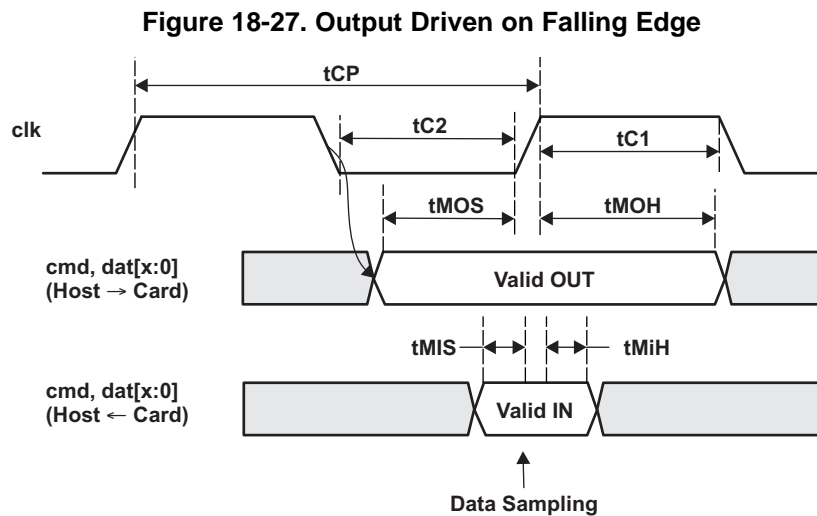 Figure 18-27. Output Driven on Falling Edge
tCP
clk
tC2
tC1
tMOS
tMOH
cmd, dat[x:0]
(Host → Card)
Valid OUT
tMIS
tMiH
cmd, dat[x:0]
(Host ← Card)
Valid IN
Data Sampling